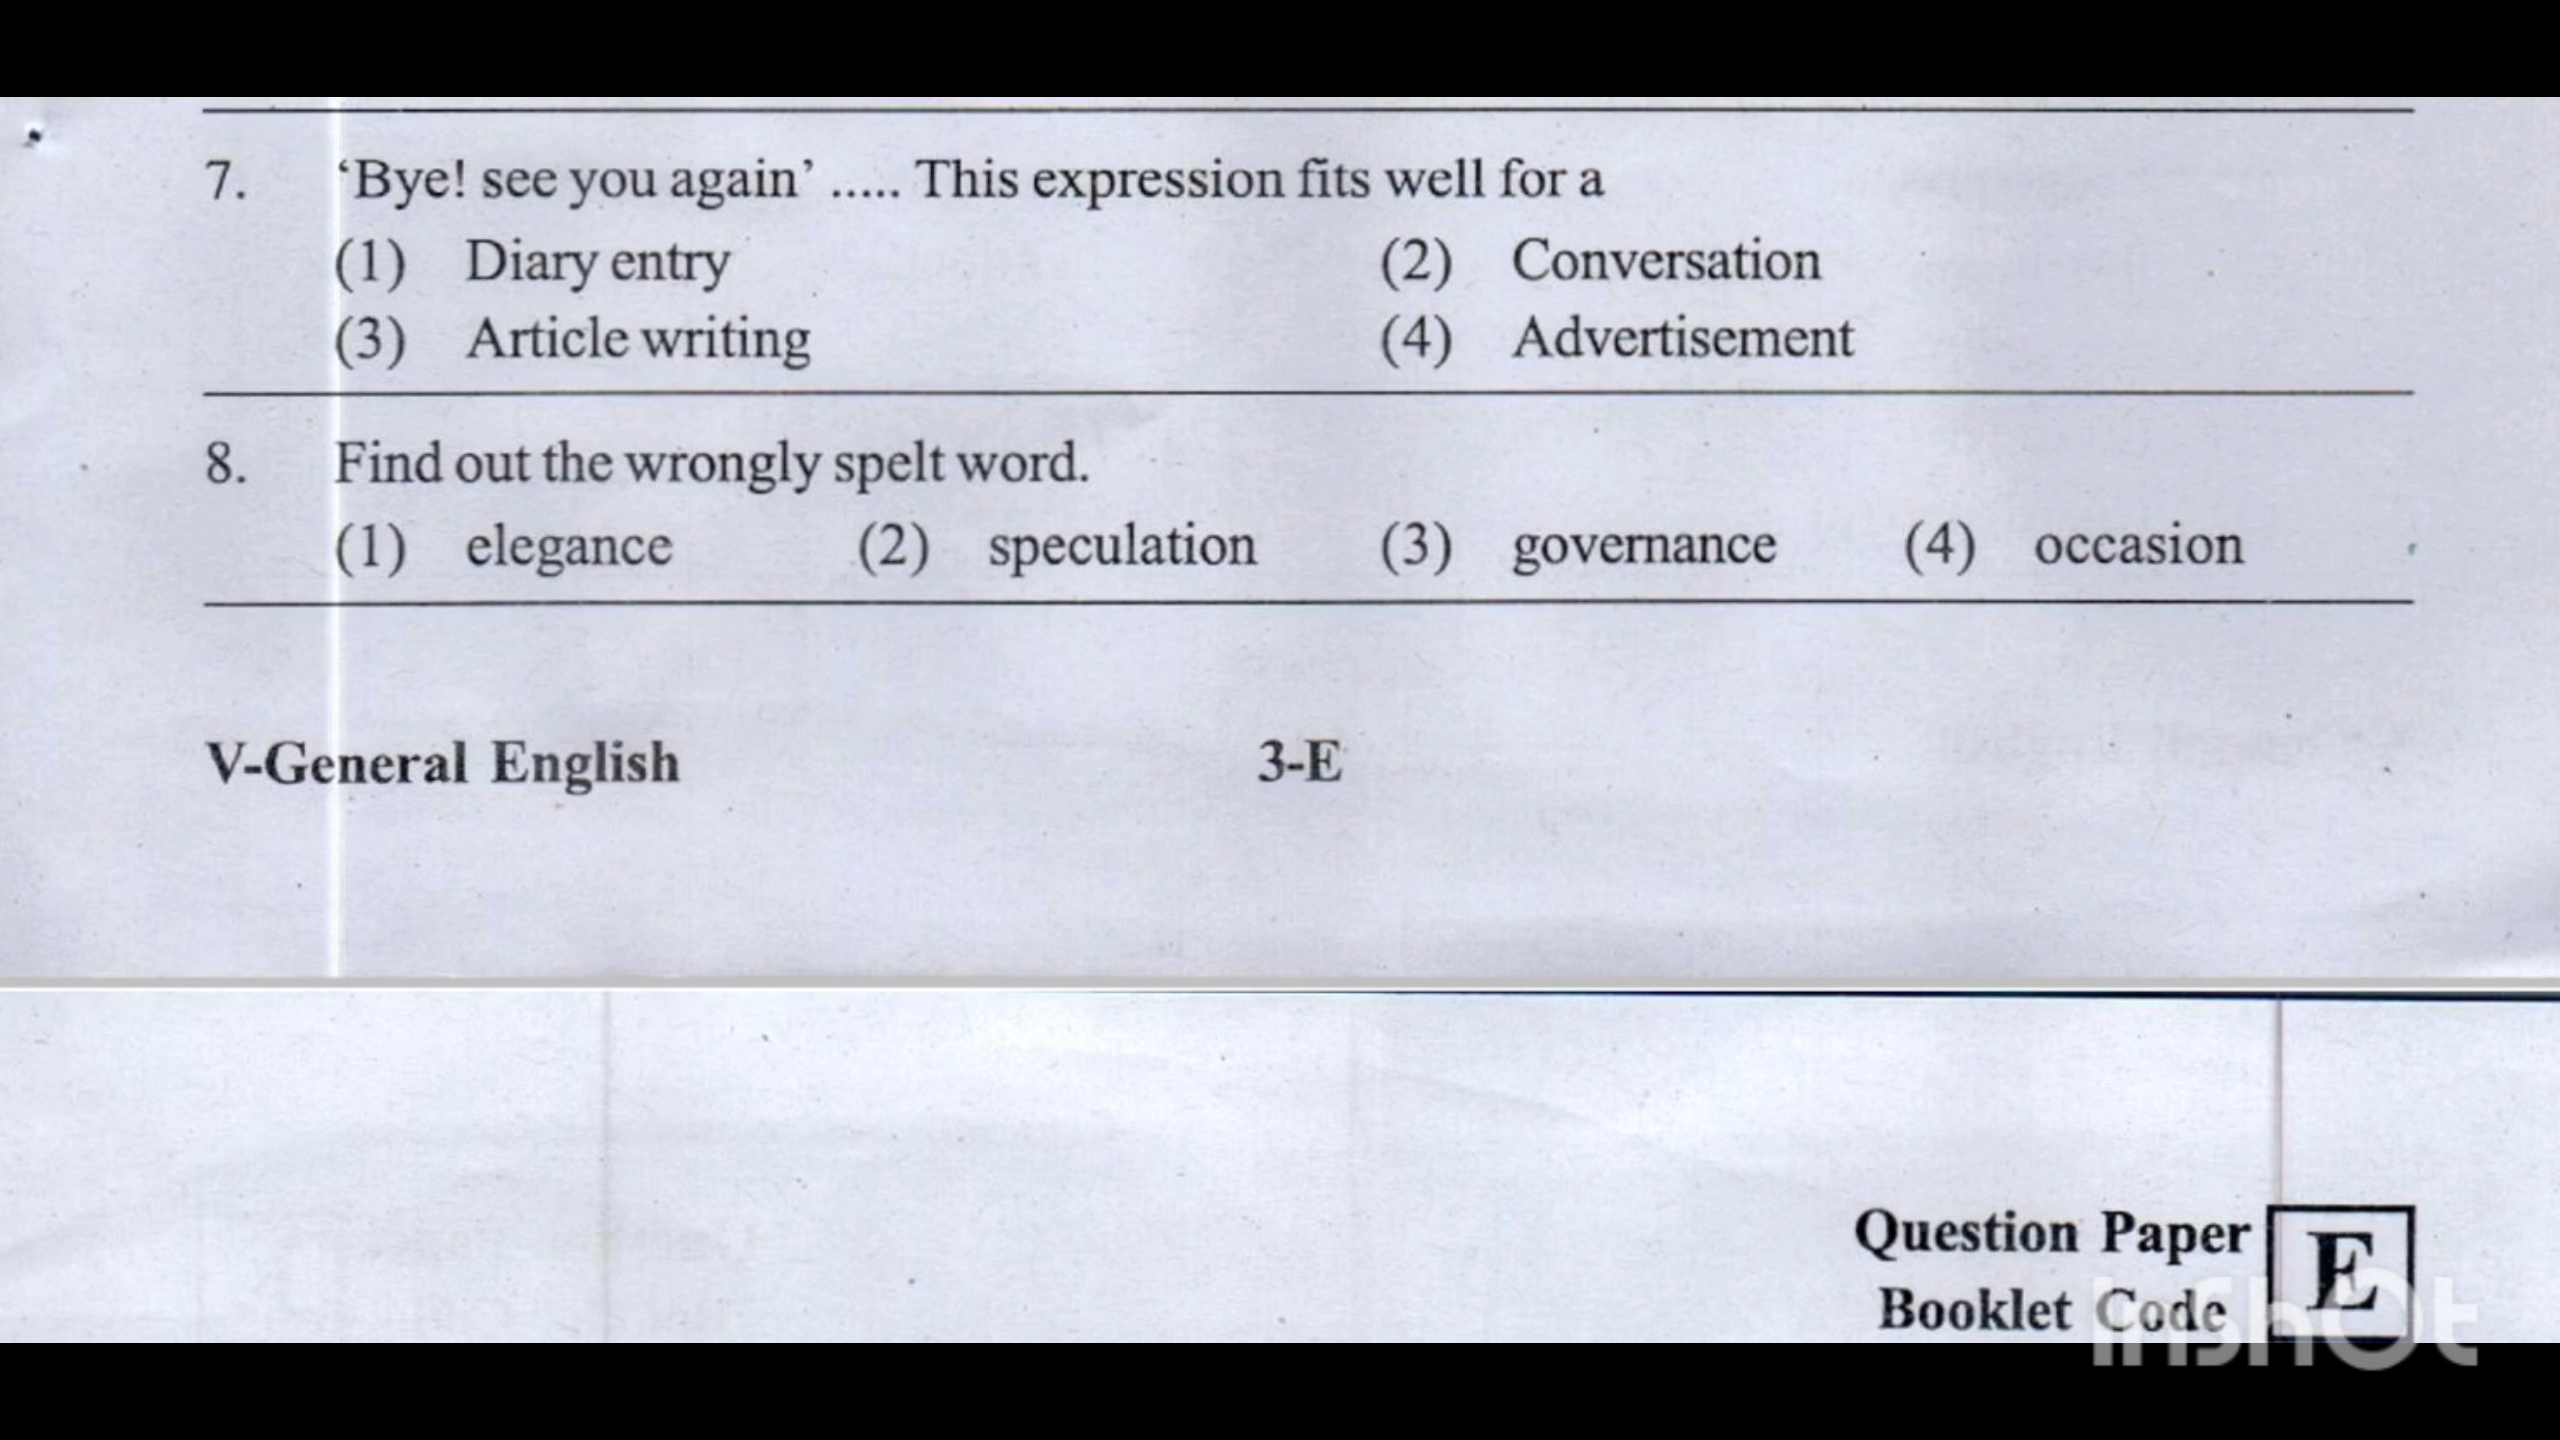 7. ‘Bye! see you again’ ..... This expression fits well for a
(1) Diary entry (2) Conversation
(3) Article writing (4) Advertisement
8. Find out the wrongly spelt word.
(1) elegance (2) speculation (3) governance (4) occasion
V-General English 3-E
Question Paper
Booklet Code E
InShOt